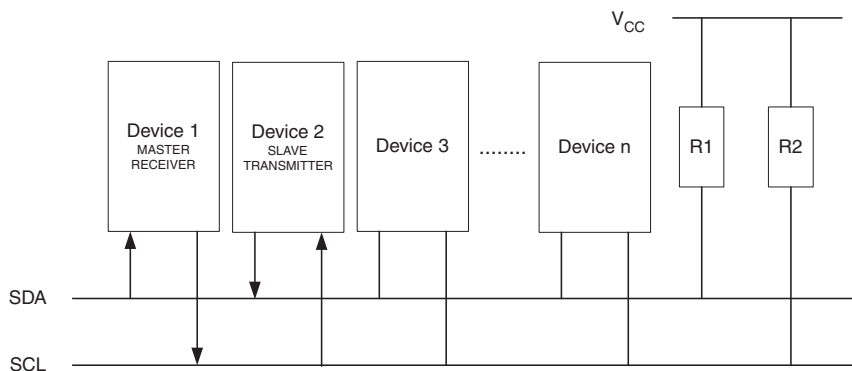 V_CC
Device 1
MASTER
RECEIVER
Device 2
SLAVE
TRANSMITTER
Device 3
........
Device n
R1
R2
SDA
SCL